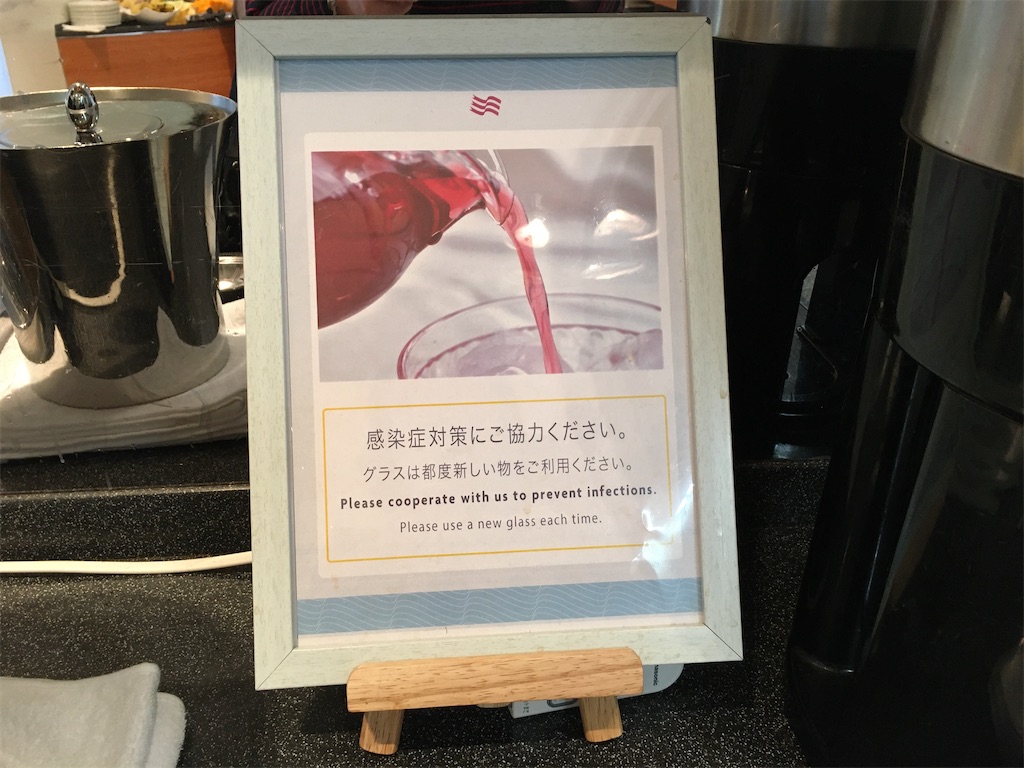 感染症対策にご協力ください。
グラスは都度新しい物をご利用ください。
Please cooperate with us to prevent infections.
Please use a new glass each time.